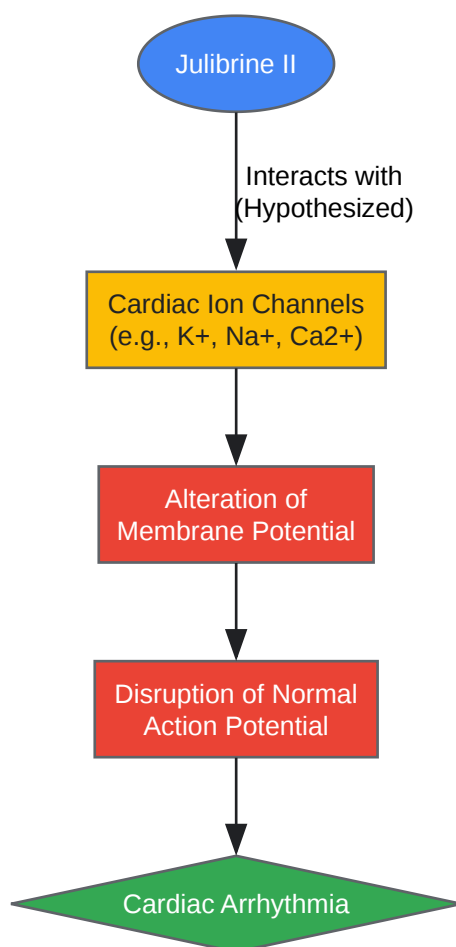 Julibrine II
Interacts with
(Hypothesized)
Cardiac Ion Channels
(e.g., K+, Na+, Ca2+)
Alteration of
Membrane Potential
Disruption of Normal
Action Potential
Cardiac Arrhythmia